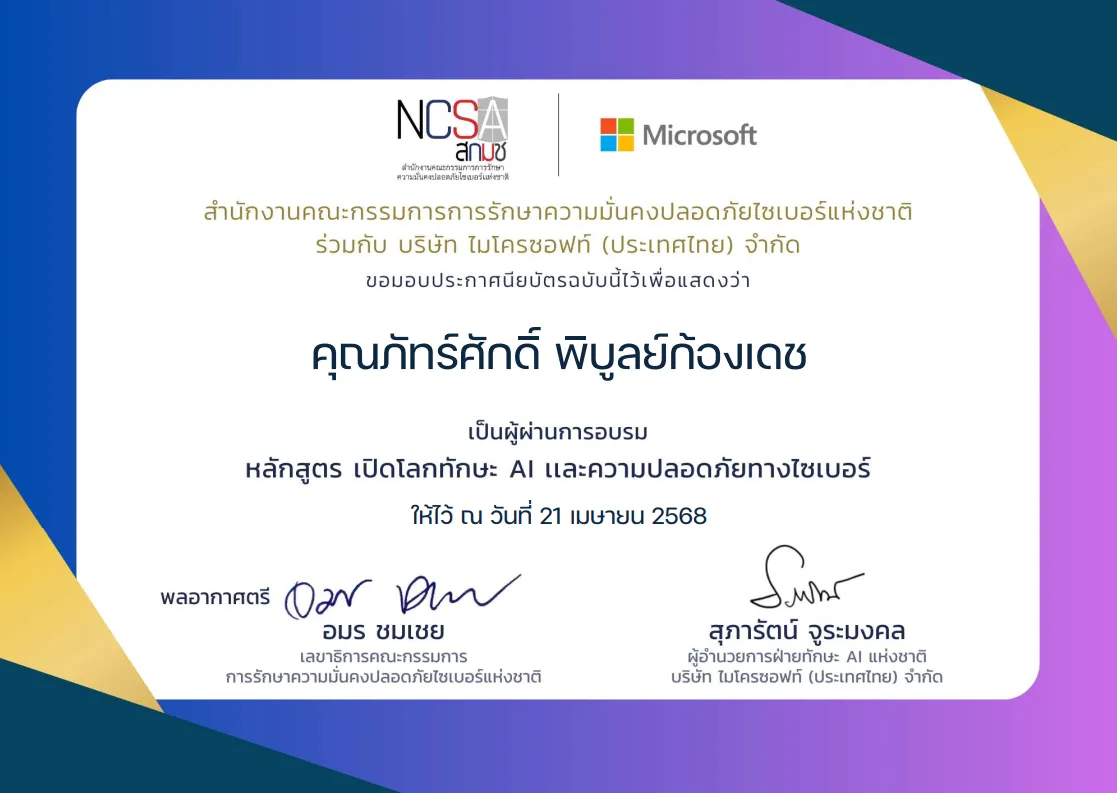 NCSA
สกมช
สำนักงานคณะกรรมการการรักษา
ความมั่นคงปลอดภัยไซเบอร์แห่งชาติ
Microsoft
สำนักงานคณะกรรมการการรักษาความมั่นคงปลอดภัยไซเบอร์แห่งชาติ
ร่วมกับ บริษัท ไมโครซอฟท์ (ประเทศไทย) จำกัด
ขอมอบประกาศนียบัตรฉบับนี้ไว้เพื่อแสดงว่า
คุณภัทร์ศักดิ์ พิบูลย์ก้องเดช
เป็นผู้ผ่านการอบรม
หลักสูตร เปิดโลกทักษะ AI และความปลอดภัยทางไซเบอร์
ให้ไว้ ณ วันที่ 21 เมษายน 2568
พลอากาศตรี
อมร ชมเชย
เลขาธิการคณะกรรมการ
การรักษาความมั่นคงปลอดภัยไซเบอร์แห่งชาติ
สุภารัตน์ จูระมงคล
ผู้อำนวยการฝ่ายทักษะ AI แห่งชาติ
บริษัท ไมโครซอฟท์ (ประเทศไทย) จำกัด